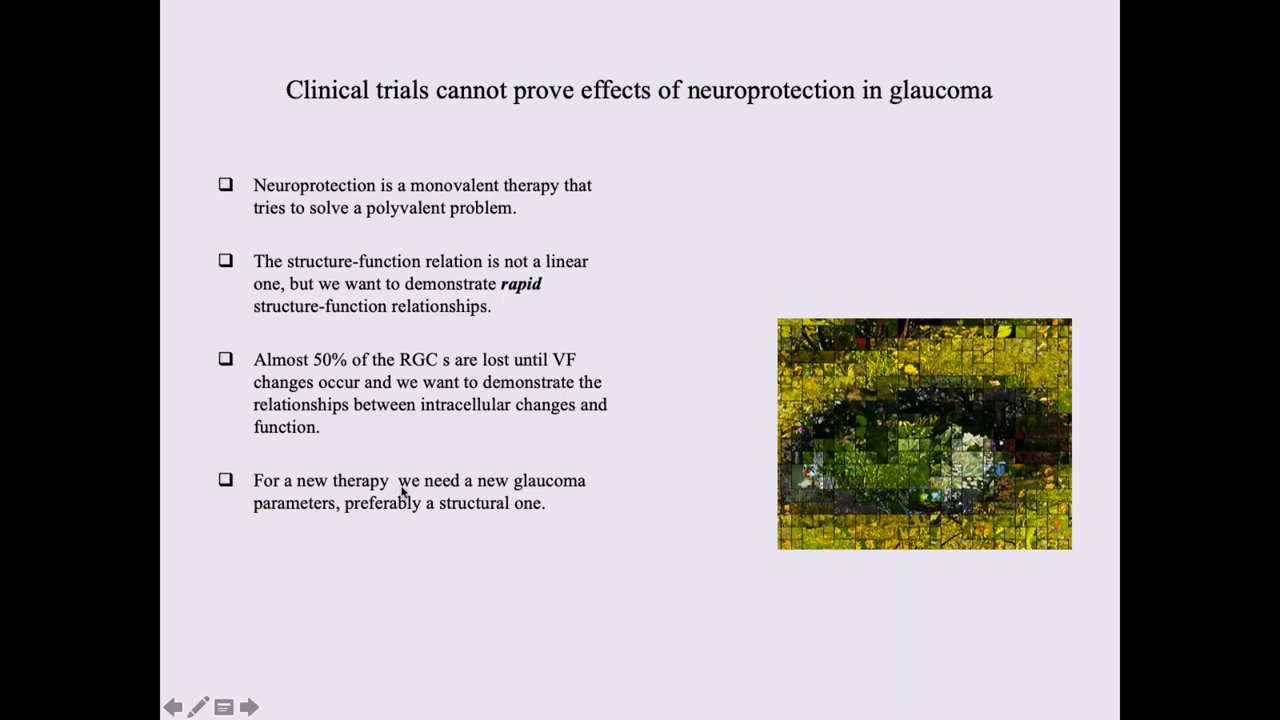 Clinical trials cannot prove effects of neuroprotection in glaucoma
Neuroprotection is a monovalent therapy that
tries to solve a polyvalent problem.
The structure-function relation is not a linear
one, but we want to demonstrate rapid
structure-function relationships.
Almost 50% of the RGC s are lost until VF
changes occur and we want to demonstrate the
relationships between intracellular changes and
function.
For a new therapy we need a new glaucoma
parameters, preferably a structural one.